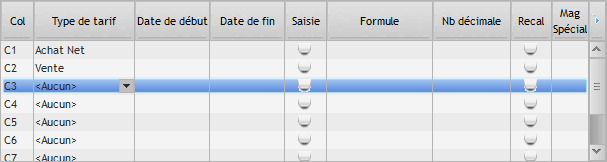 Col Type de tarif Date de début Date de fin Saisie Formule Nb décimale Recal Mag Spécial
C1 Achat Net
C2 Vente
C3 <Aucun>
C4 <Aucun>
C5 <Aucun>
C6 <Aucun>
C7 <Aucun>